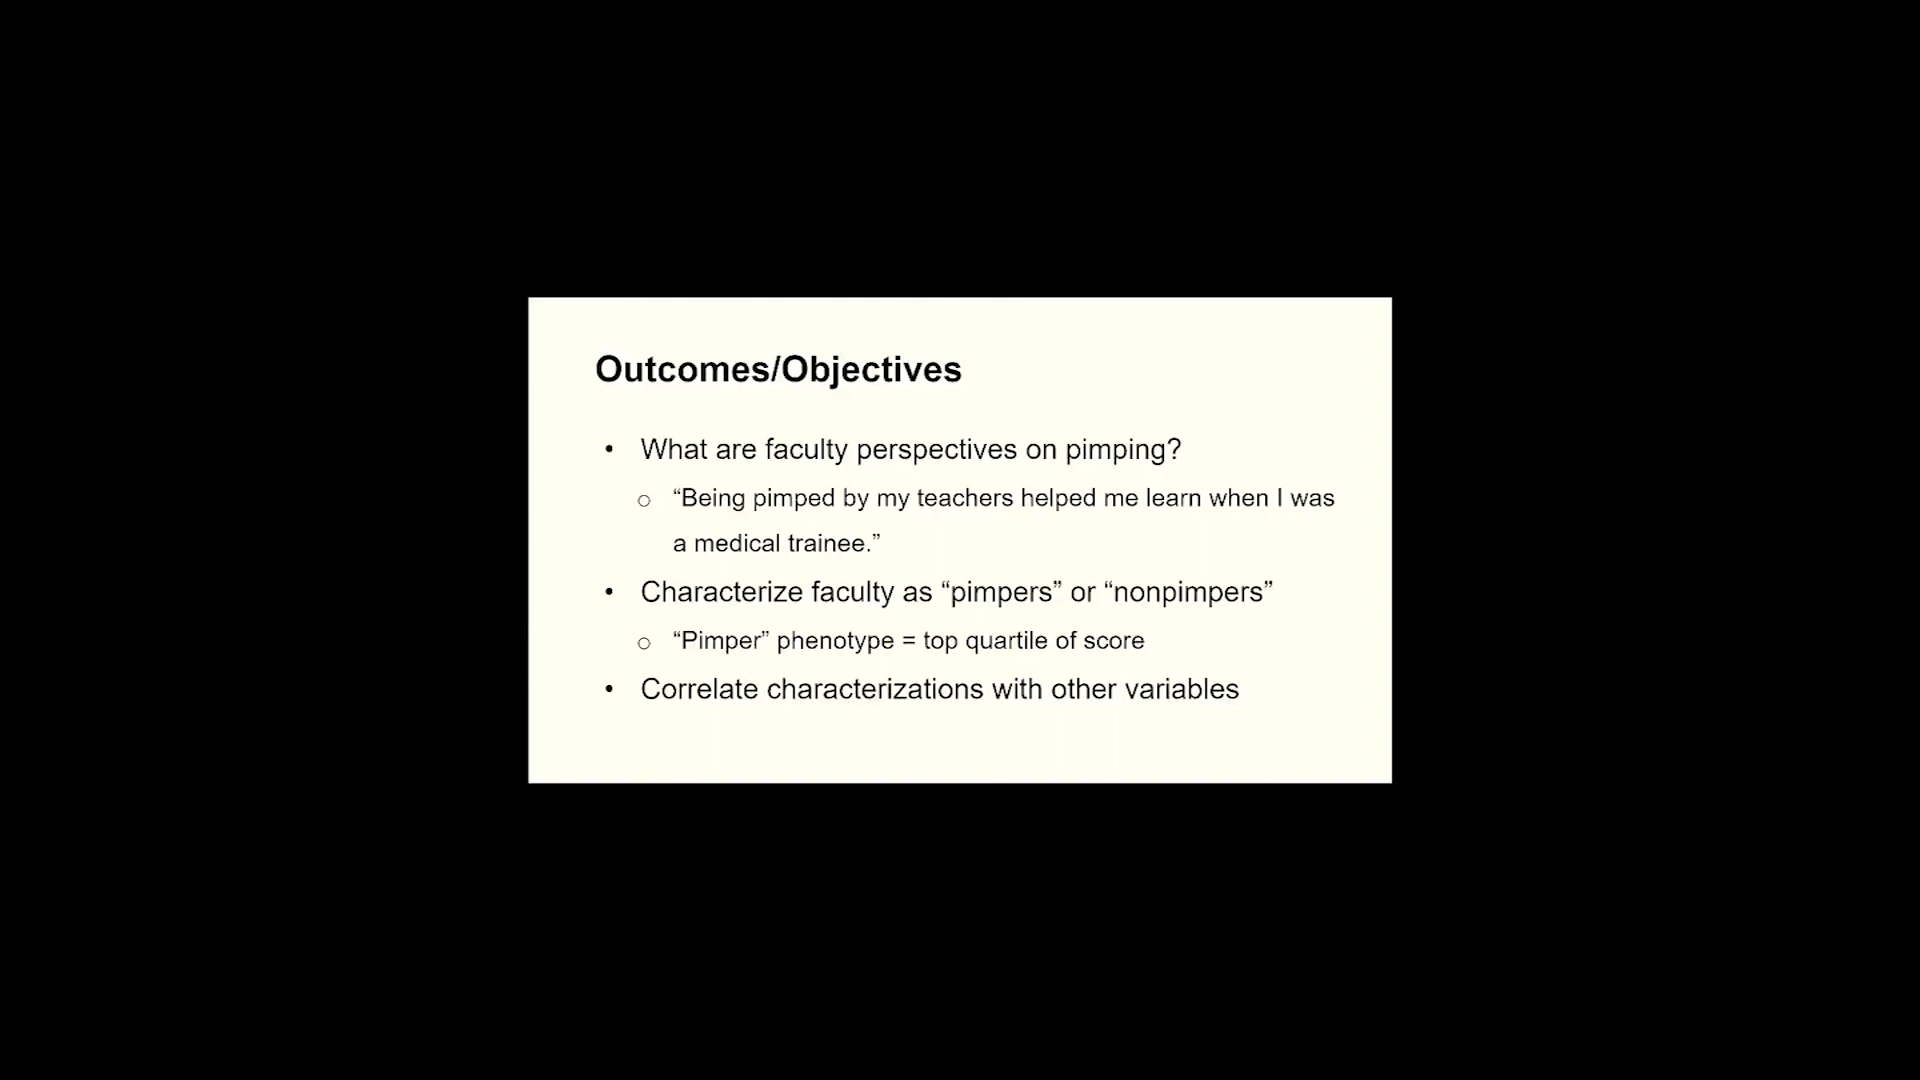 Outcomes/Objectives
• What are faculty perspectives on pimping?
○ “Being pimped by my teachers helped me learn when I was
a medical trainee.”
• Characterize faculty as “pimpers” or “nonpimpers”
○ “Pimper” phenotype = top quartile of score
• Correlate characterizations with other variables